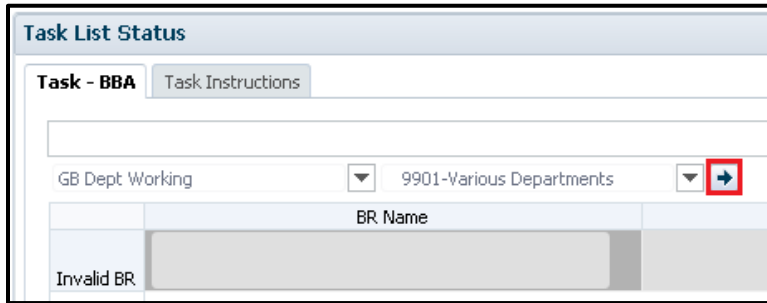 Task List Status
Task - BBA Task Instructions
GB Dept Working 9901-Various Departments
BR Name
Invalid BR